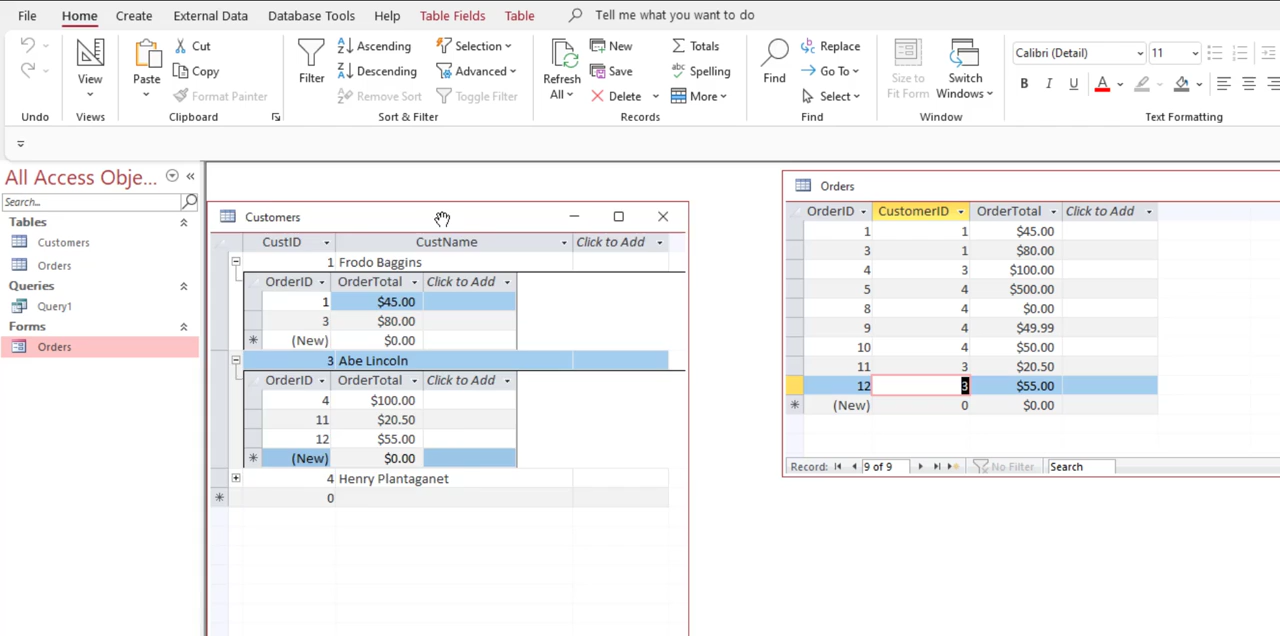 File Home Create External Data Database Tools Help Table Fields Table Tell me what you want to do
View
Views
Undo
Paste
Cut
Copy
Format Painter
Clipboard
Filter
Ascending
Descending
Remove Sort
Selection
Advanced
Toggle Filter
Sort & Filter
Refresh
All
New
Save
Delete
Totals
Spelling
More
Records
Find
Replace
Go To
Select
Find
Size to
Fit Form
Switch
Windows
Window
Calibri (Detail) 11
B I U A
Text Formatting
All Access Obje... «
Search...
Tables
Customers
Orders
Queries
Query1
Forms
Orders
Customers
CustID CustName Click to Add
1 Frodo Baggins
OrderID OrderTotal Click to Add
1 $45.00
3 $80.00
(New) $0.00
3 Abe Lincoln
OrderID OrderTotal Click to Add
4 $100.00
11 $20.50
12 $55.00
(New) $0.00
4 Henry Plantaganet
0
Orders
OrderID CustomerID OrderTotal Click to Add
1 1 $45.00
3 1 $80.00
4 3 $100.00
5 4 $500.00
8 4 $0.00
9 4 $49.99
10 4 $50.00
11 3 $20.50
12 3 $55.00
(New) 0 $0.00
Record: 9 of 9 No Filter Search